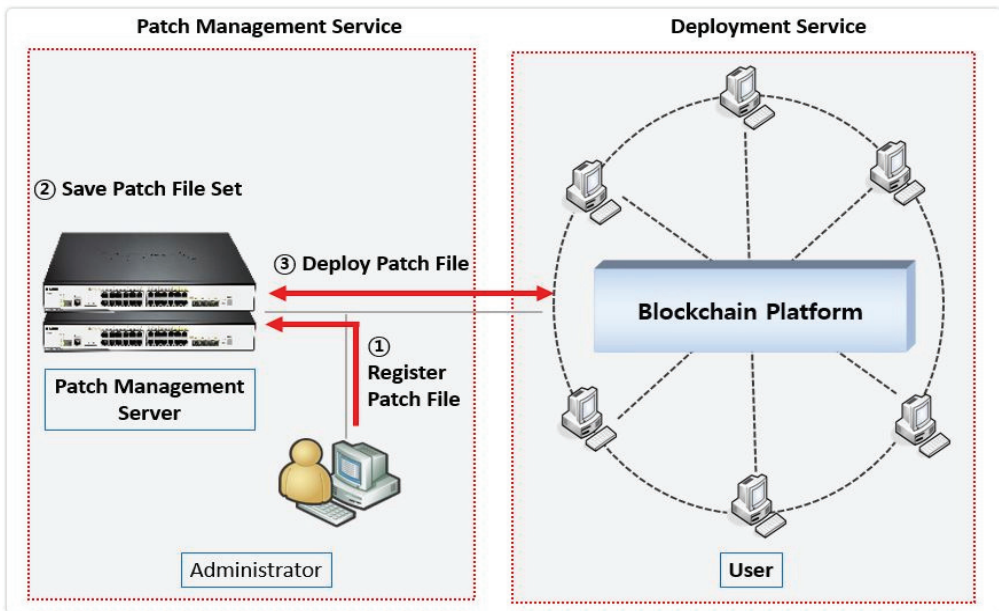 Patch Management Service
Deployment Service
② Save Patch File Set
③ Deploy Patch File
①
Register
Patch File
Patch Management
Server
Administrator
Blockchain Platform
User